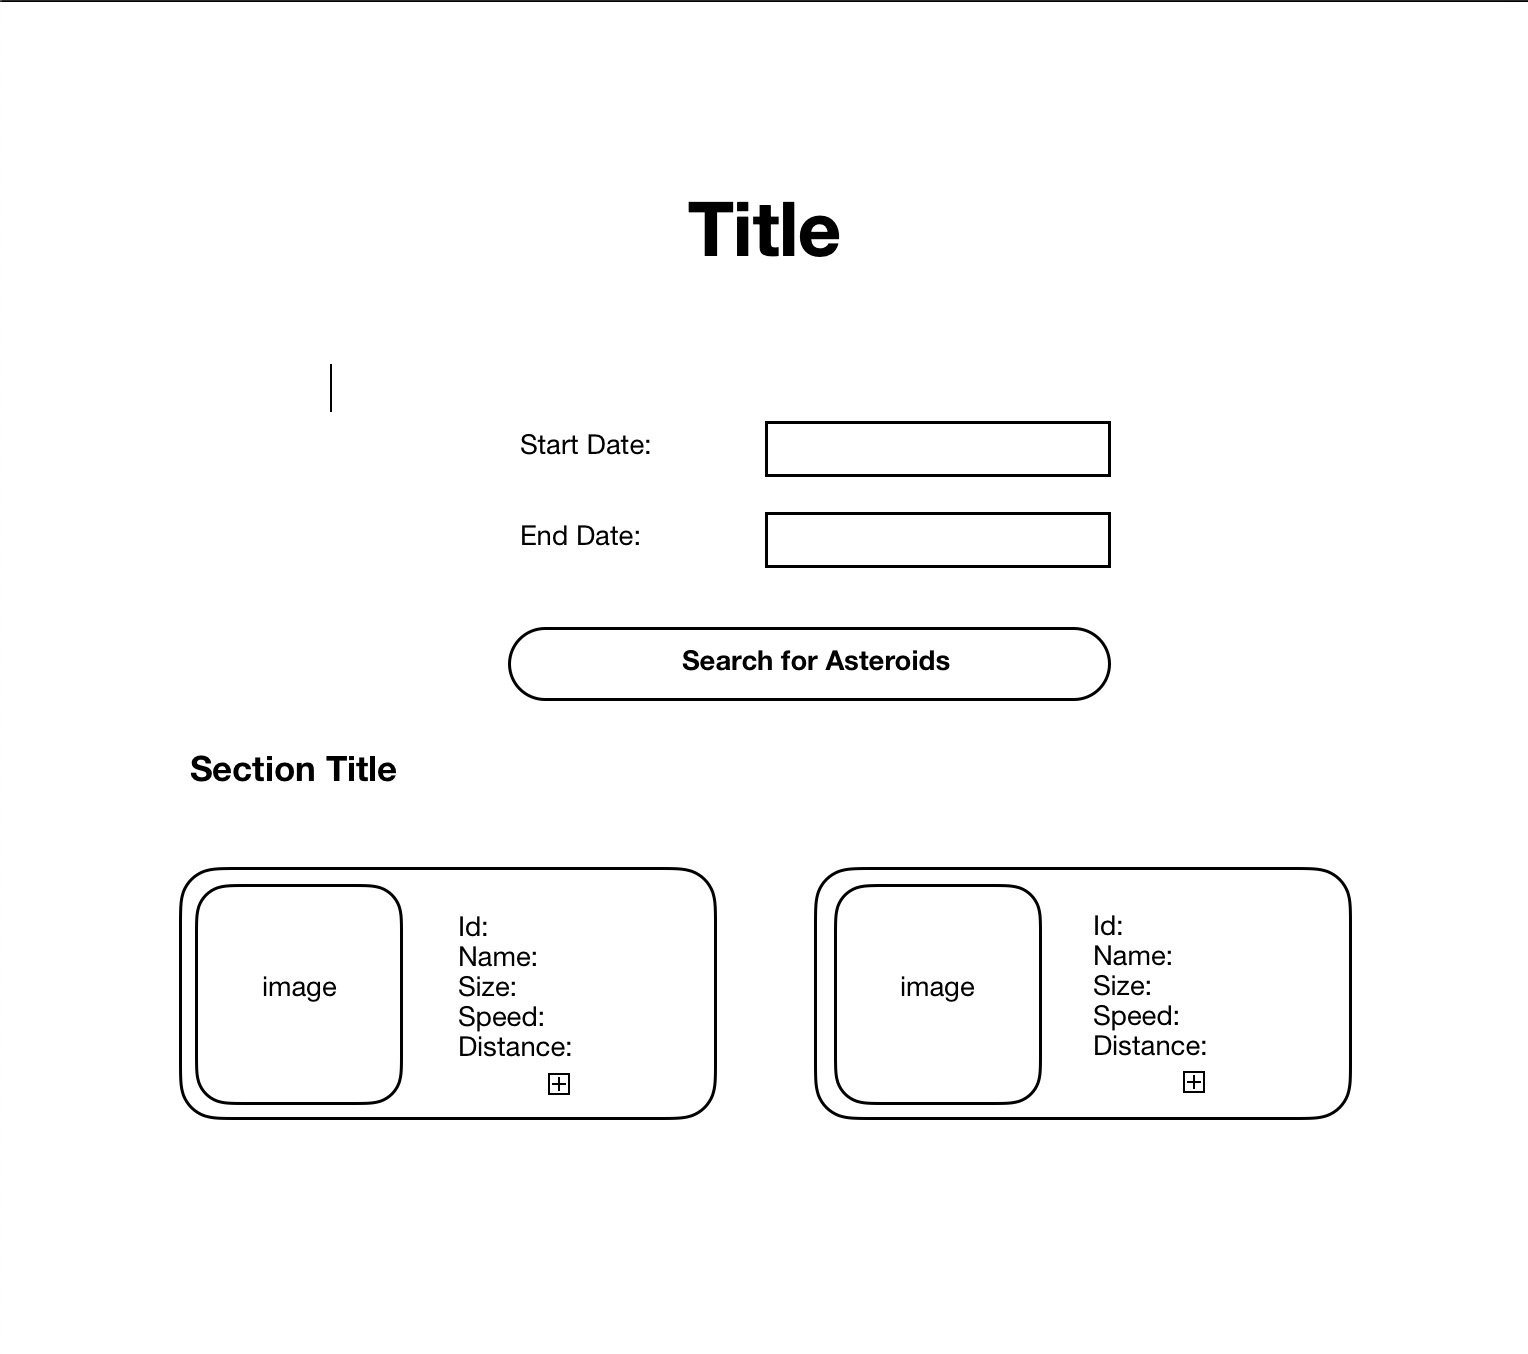 Title
Start Date:
End Date:
Search for Asteroids
Section Title
image
Id:
Name:
Size:
Speed:
Distance:
image
Id:
Name:
Size:
Speed:
Distance: